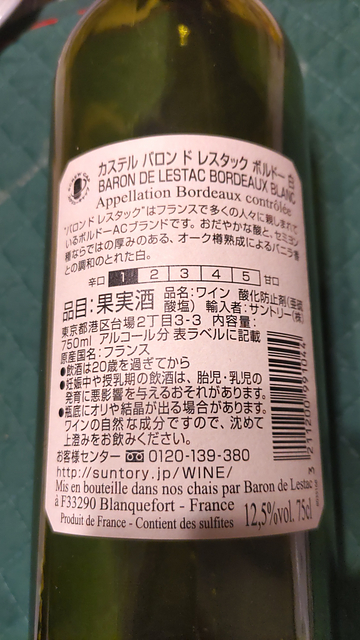 カステル バロン ド レスタック ボルドー 白
BARON DE LESTAC BORDEAUX BLANC
Appellation Bordeaux contrôlée
"バロン ド レスタック"はフランスで多くの人々に親しまれて
いるボルドーACブランドです。おだやかな酸と、セミヨン
種ならではの厚みのある、オーク樽熟成によるバニラ香
との調和のとれた白。
辛口 1 2 3 4 5 甘口
品目:果実酒 品名:ワイン 酸化防止剤(亜硫
酸塩) 輸入者:サントリー(株)
東京都港区台場2丁目3-3 内容量:
750ml アルコール分 表ラベルに記載
原産国名:フランス
●飲酒は20歳を過ぎてから
●妊娠中や授乳期の飲酒は、胎児・乳児の
発育に悪影響を与えるおそれがあります。
●瓶底にオリや結晶が出る場合があります。
ワインの自然な成分ですので、沈めて
上澄みをお飲みください。
お客様センター 0120-139-380
http://suntory.jp/WINE/
Mis en bouteille dans nos chais par Baron de Lestac
à F33290 Blanquefort - France
Produit de France - Contient des sulfites 12,5%vol. 75cl